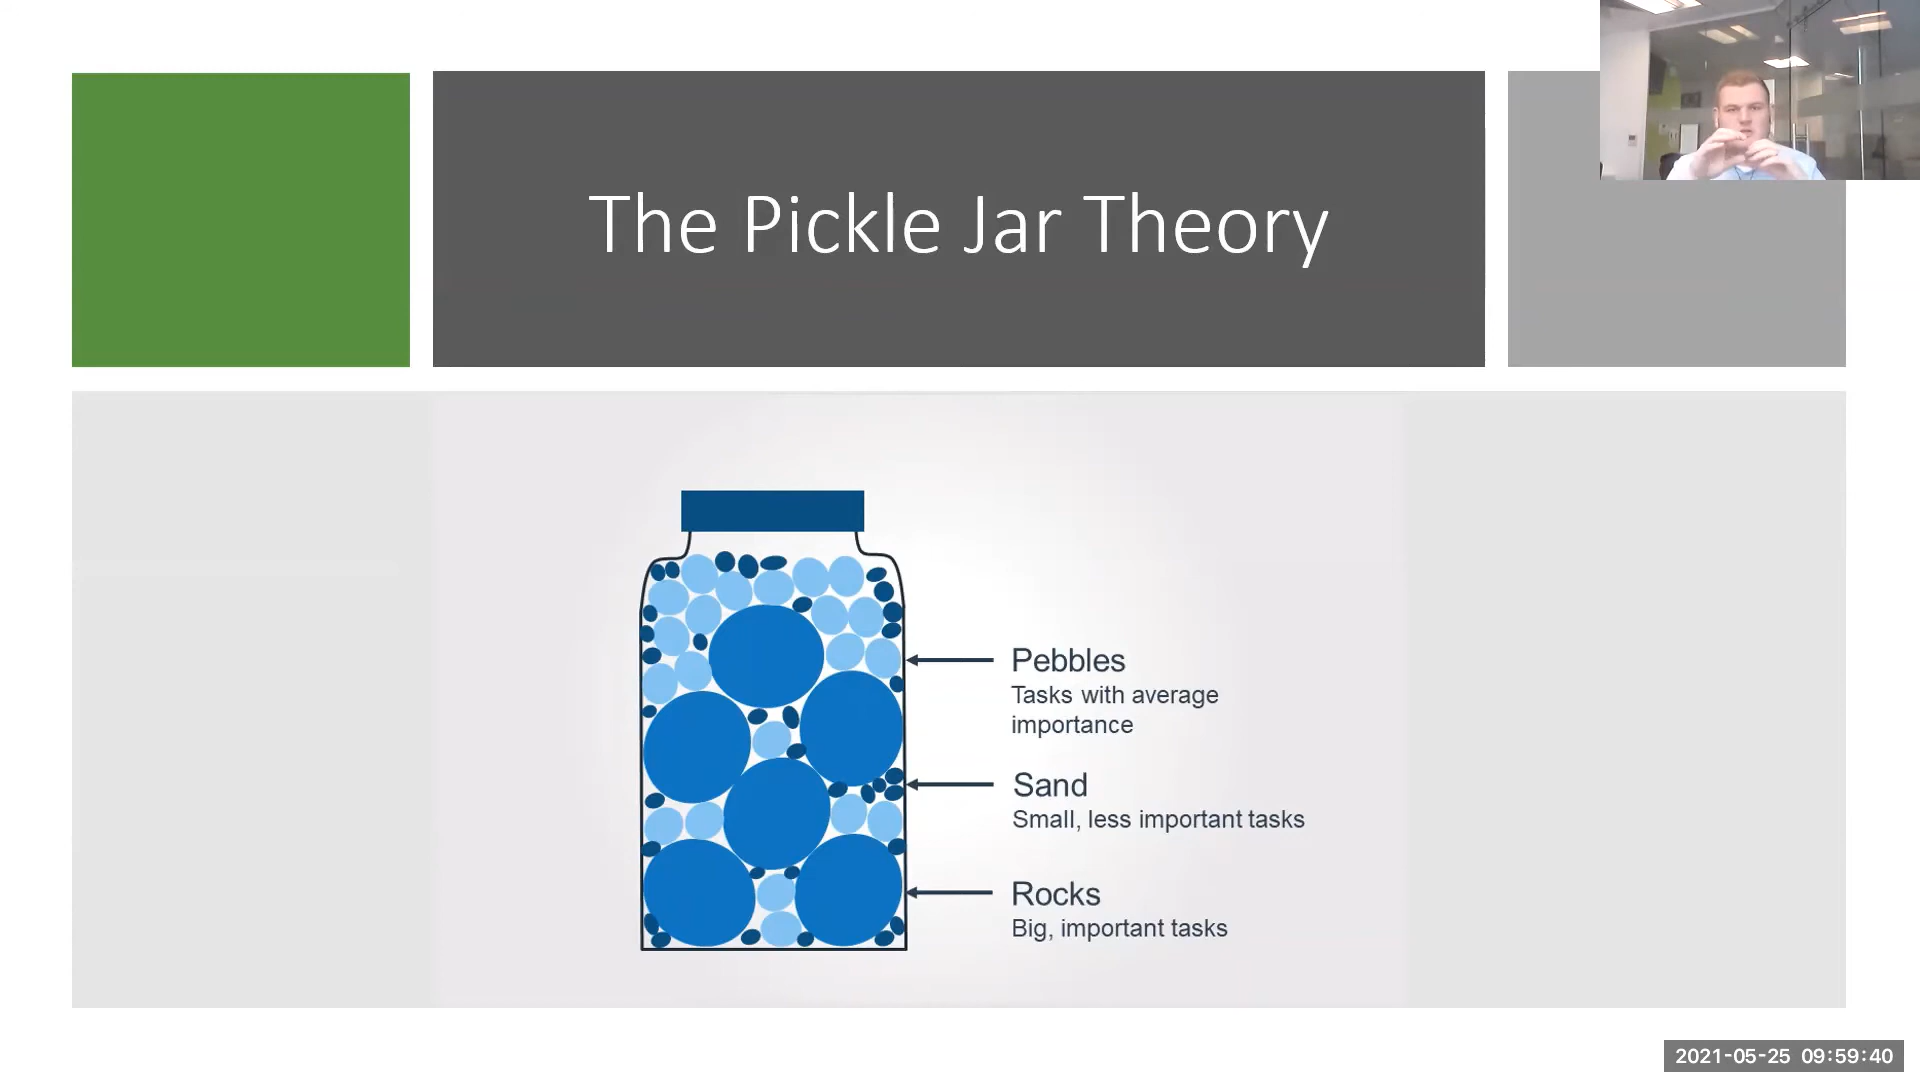 The Pickle Jar Theory
Pebbles
Tasks with average
importance
Sand
Small, less important tasks
Rocks
Big, important tasks
2021-05-25 09:59:40